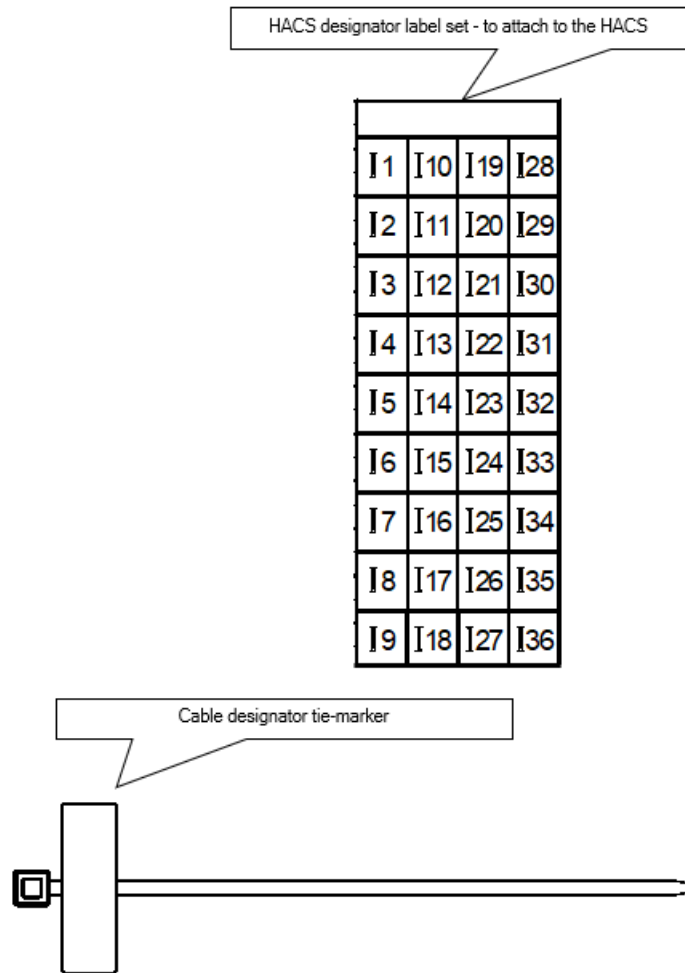 HACS designator label set - to attach to the HACS
I1 I10 I19 I28
I2 I11 I20 I29
I3 I12 I21 I30
I4 I13 I22 I31
I5 I14 I23 I32
I6 I15 I24 I33
I7 I16 I25 I34
I8 I17 I26 I35
I9 I18 I27 I36
Cable designator tie-marker